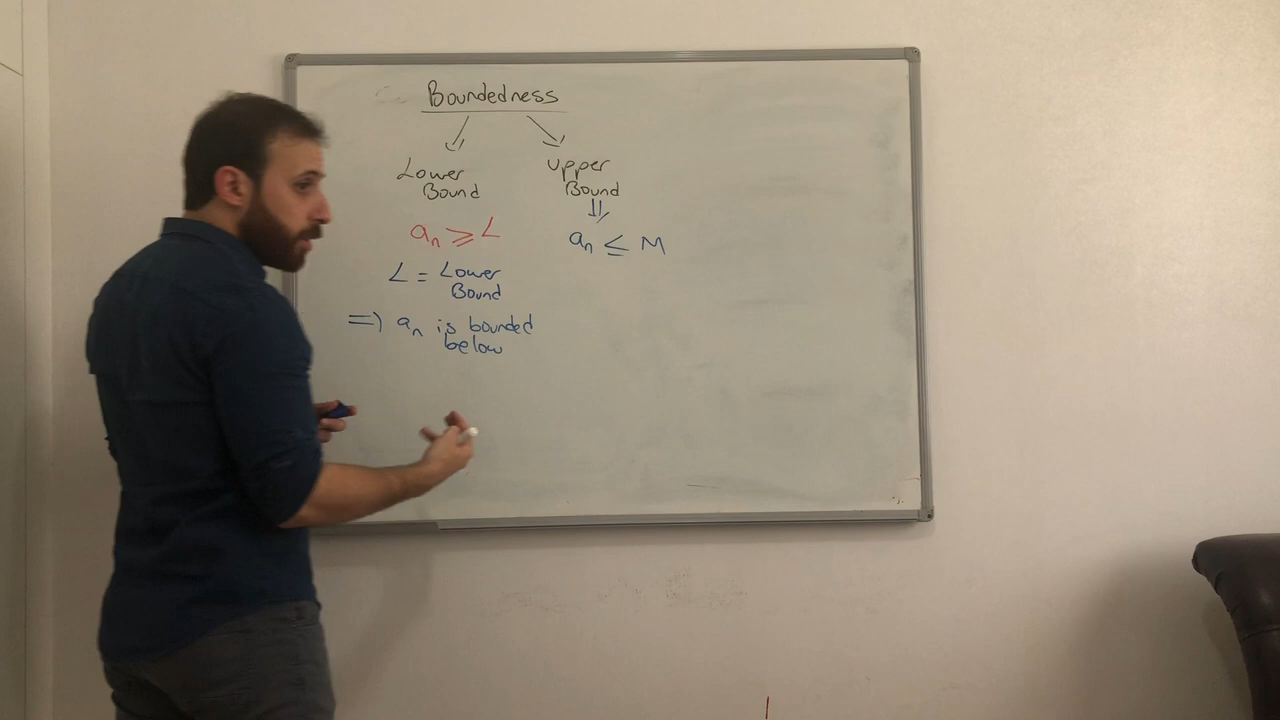 Boundedness
Lower
Bound
upper
Bound
aₙ ≥ L
aₙ ≤ M
L = Lower
Bound
=) aₙ is bounded
below